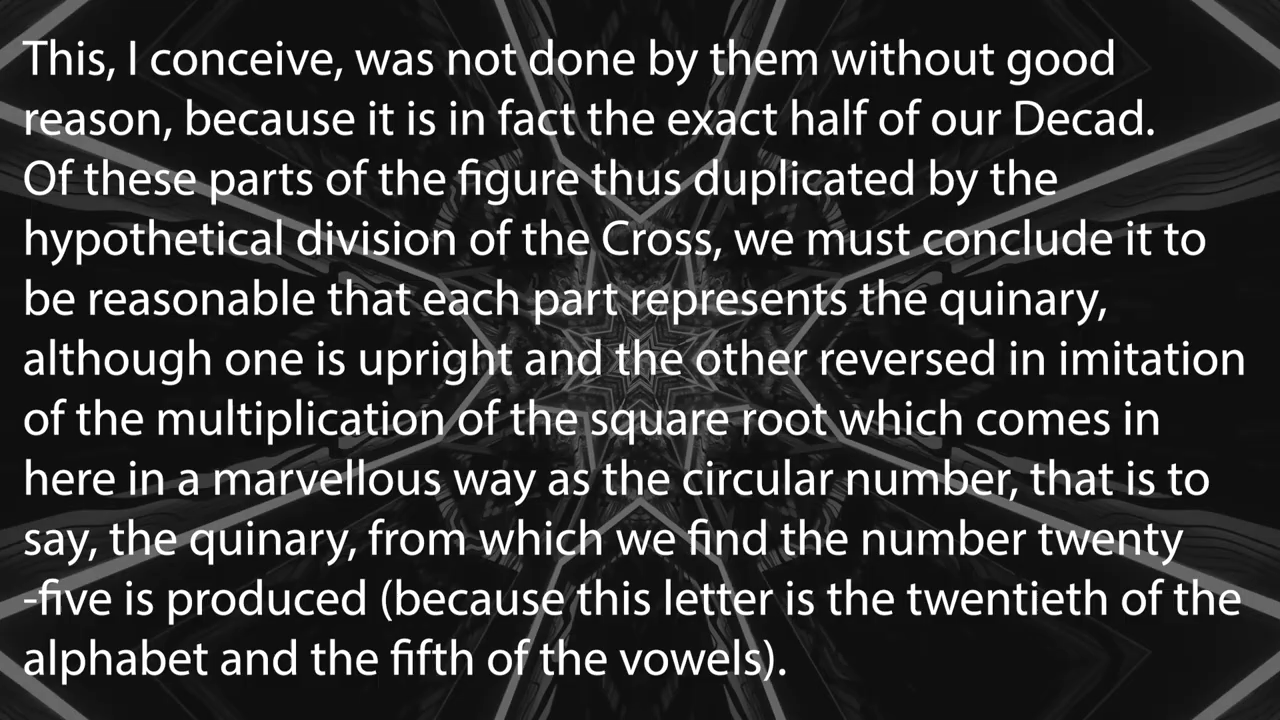 This, I conceive, was not done by them without good
reason, because it is in fact the exact half of our Decad.
Of these parts of the figure thus duplicated by the
hypothetical division of the Cross, we must conclude it to
be reasonable that each part represents the quinary,
although one is upright and the other reversed in imitation
of the multiplication of the square root which comes in
here in a marvellous way as the circular number, that is to
say, the quinary, from which we find the number twenty
-five is produced (because this letter is the twentieth of the
alphabet and the fifth of the vowels).